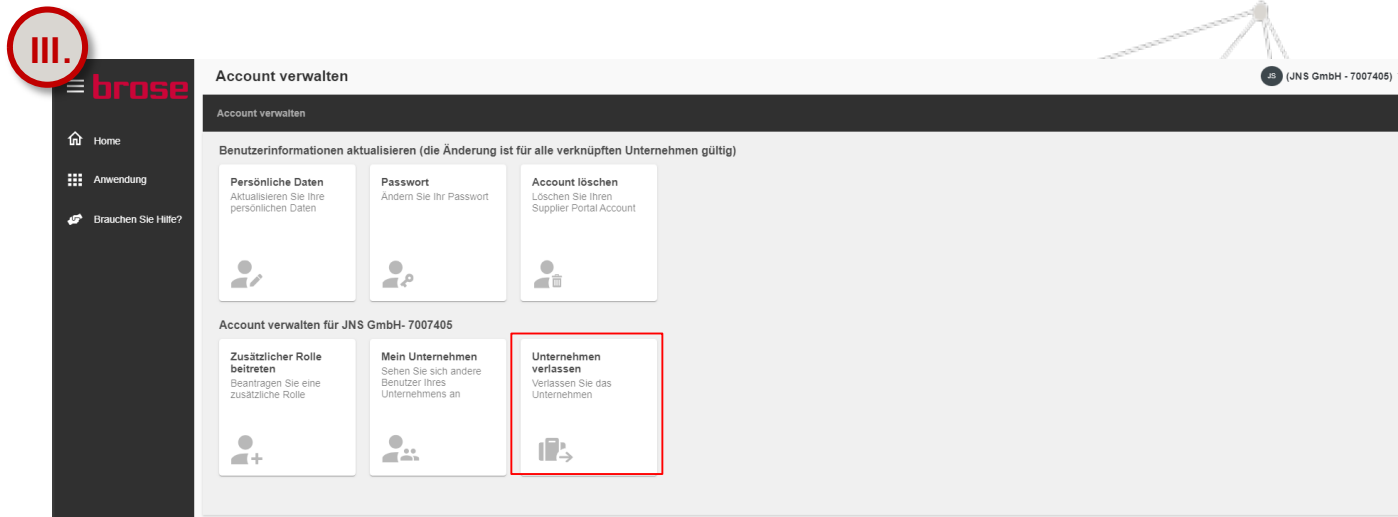 III.
brose
Account verwalten
JS (JNS GmbH - 7007405)
Account verwalten
Home
Anwendung
Brauchen Sie Hilfe?
Benutzerinformationen aktualisieren (die Änderung ist für alle verknüpften Unternehmen gültig)
Persönliche Daten
Aktualisieren Sie Ihre
persönlichen Daten
Passwort
Ändern Sie Ihr Passwort
Account löschen
Löschen Sie Ihren
Supplier Portal Account
Account verwalten für JNS GmbH- 7007405
Zusätzlicher Rolle
beitreten
Beantragen Sie eine
zusätzliche Rolle
Mein Unternehmen
Sehen Sie sich andere
Benutzer Ihres
Unternehmens an
Unternehmen
verlassen
Verlassen Sie das
Unternehmen